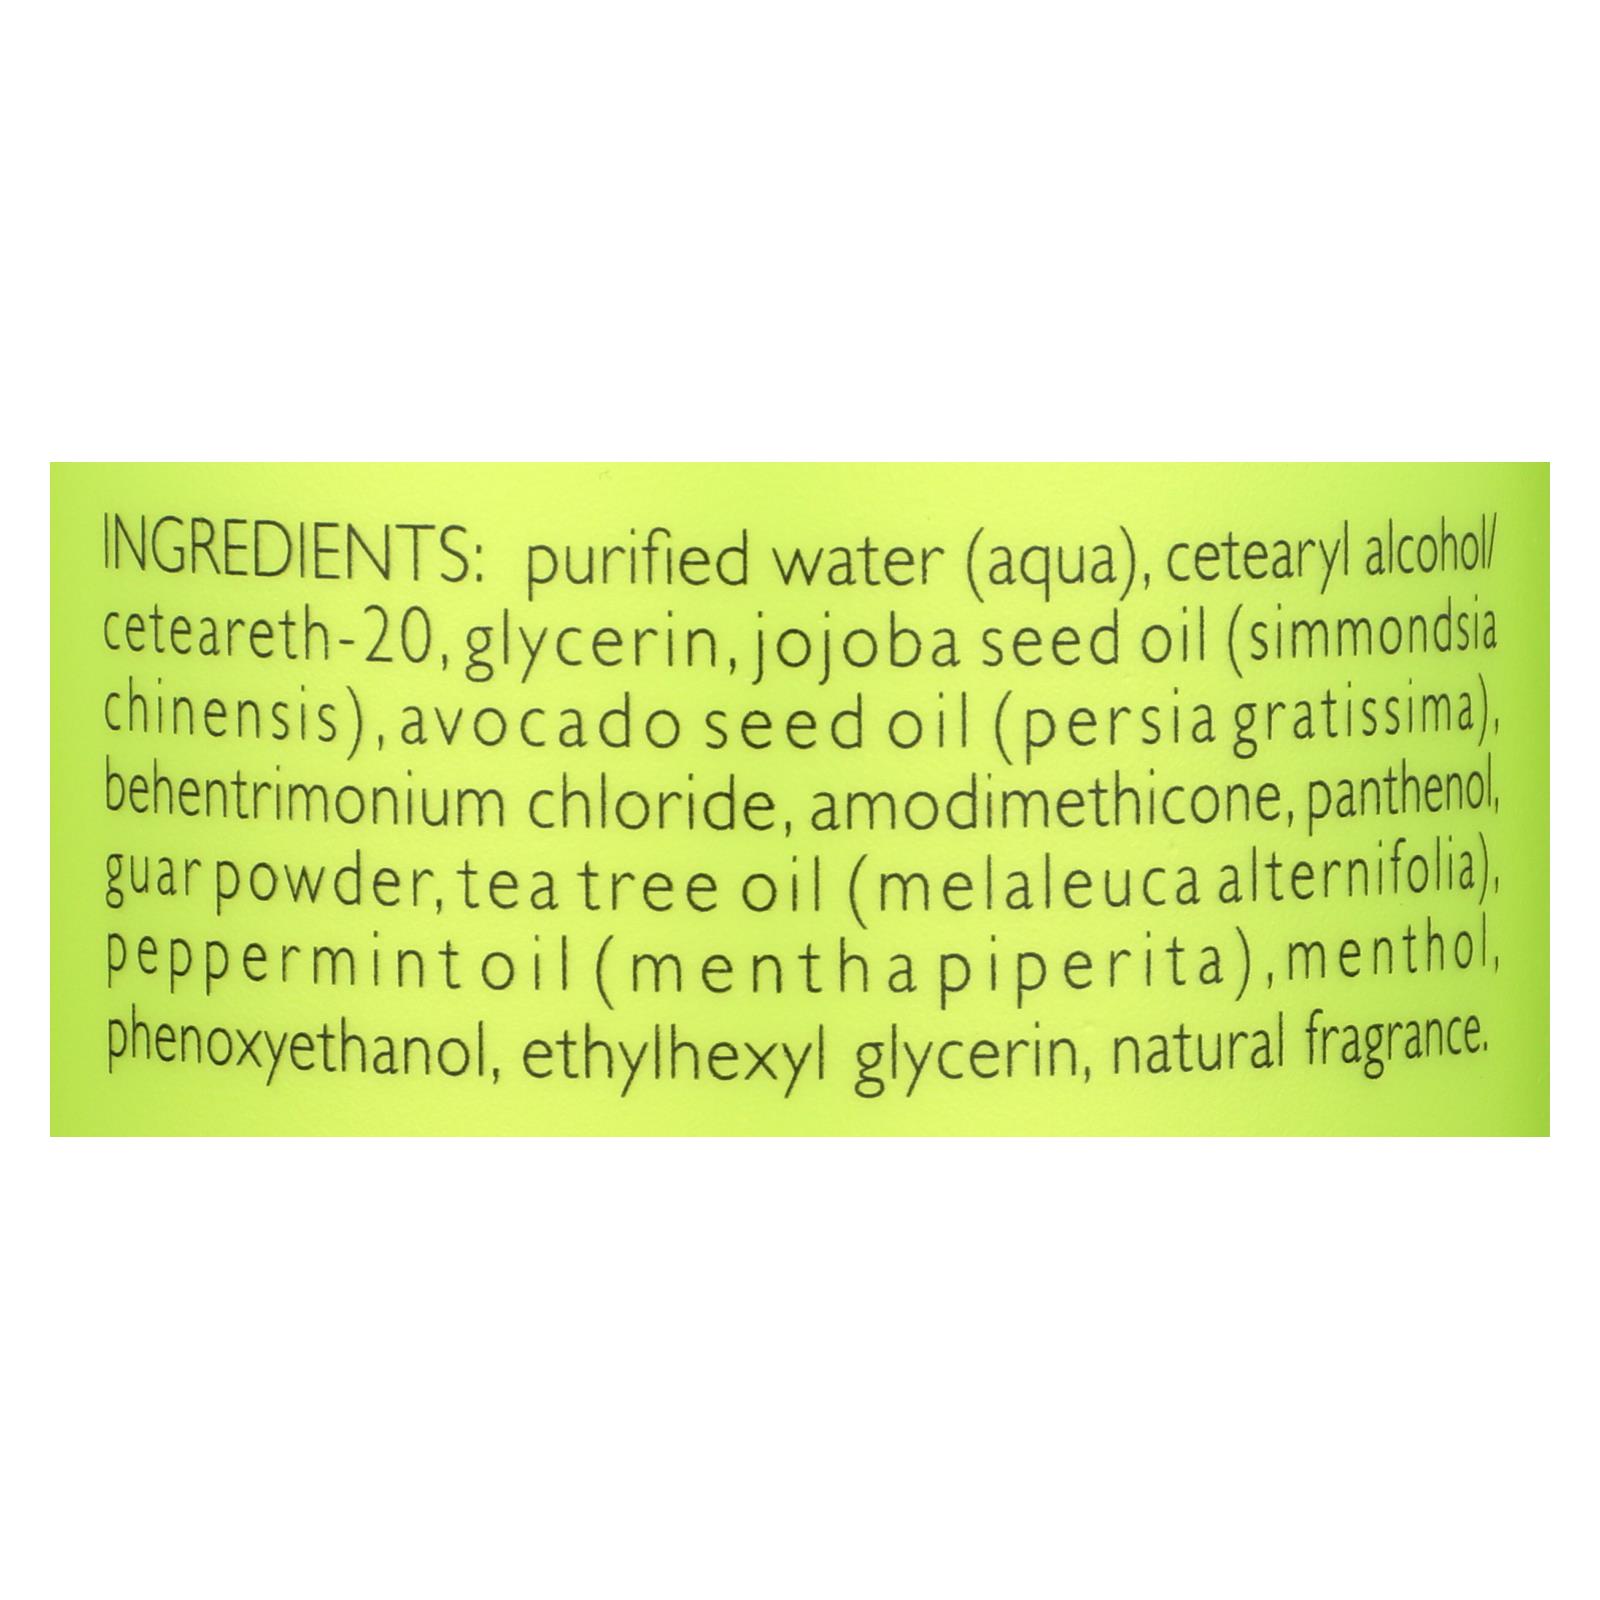 INGREDIENTS: purified water (aqua), cetearyl alcohol/
ceteareth-20, glycerin, jojoba seed oil (simmondsia
chinensis), avocado seed oil (persia gratissima),
behentrimonium chloride, amodimethicone, panthenol,
guar powder, tea tree oil (melaleuca alternifolia),
peppermint oil (mentha piperita), menthol,
phenoxyethanol, ethylhexyl glycerin, natural fragrance.